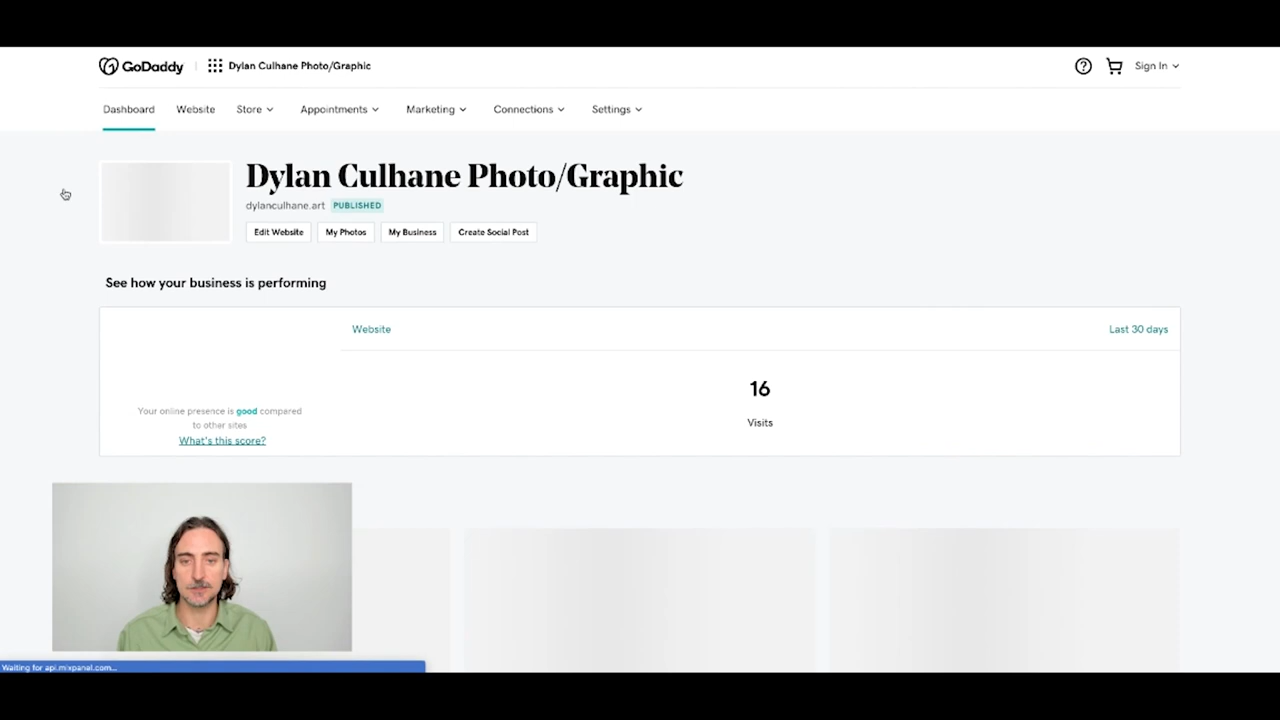 GoDaddy
Dylan Culhane Photo/Graphic
Sign In
Dashboard
Website
Store
Appointments
Marketing
Connections
Settings
Dylan Culhane Photo/Graphic
dylanculhane.art PUBLISHED
Edit Website
My Photos
My Business
Create Social Post
See how your business is performing
Website
Last 30 days
16
Visits
Your online presence is good compared
to other sites
What's this score?
Waiting for api.mixpanel.com...